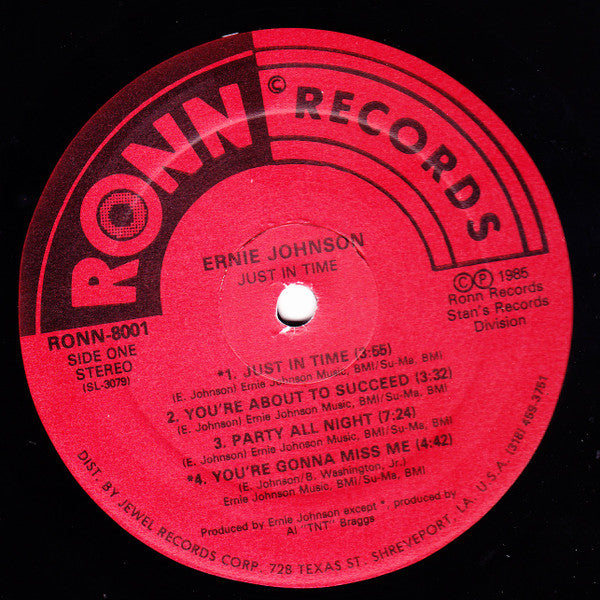 RONN
© RECORDS
ERNIE JOHNSON
JUST IN TIME
RONN-8001
SIDE ONE
STEREO
(SL-3079)
© Ⓟ 1985
Ronn Records
Stan's Records
Division
*1. JUST IN TIME (3:55)
(E. Johnson) Ernie Johnson Music, BMI/Su-Ma, BMI
2. YOU'RE ABOUT TO SUCCEED (3:32)
(E. Johnson) Ernie Johnson Music, BMI/Su-Ma, BMI
3. PARTY ALL NIGHT (7:24)
(E. Johnson) Ernie Johnson Music, BMI/Su-Ma, BMI
*4. YOU'RE GONNA MISS ME (4:42)
(E. Johnson/B. Washington, Jr.)
Ernie Johnson Music, BMI/Su-Ma, BMI
Produced by Ernie Johnson except *, produced by
Al "TNT" Braggs
DIST. BY JEWEL RECORDS CORP. 728 TEXAS ST. SHREVEPORT, LA. U.S.A. (318) 459-3751